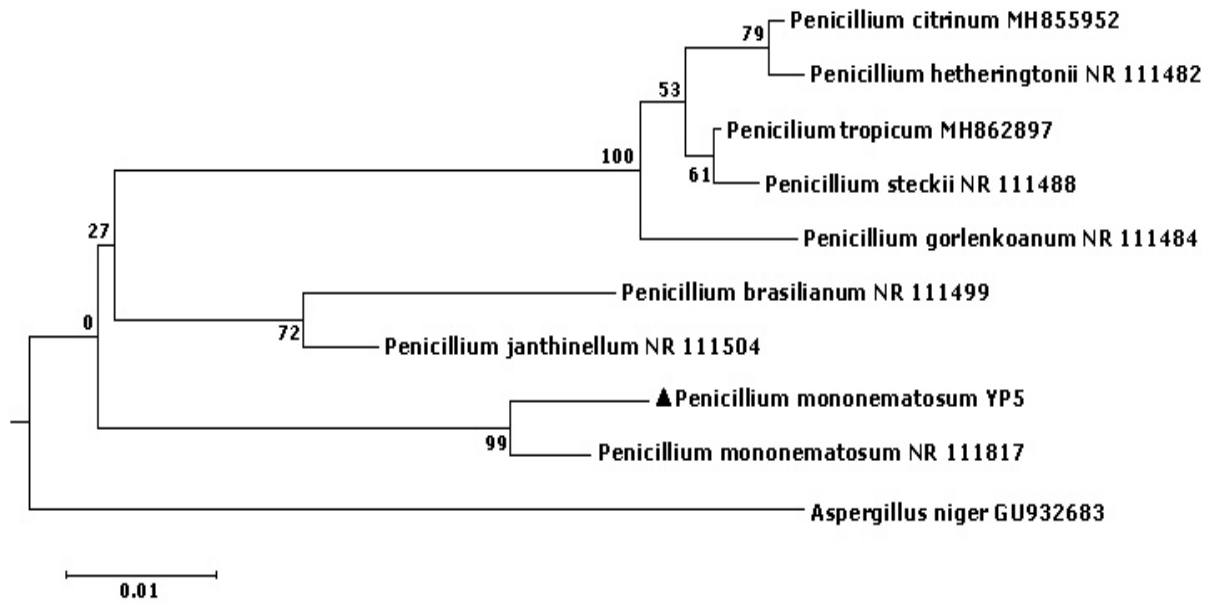 Penicillium citrinum MH855952
79
Penicillium hetheringtonii NR 111482
53
Penicilium tropicum MH862897
100
61
Penicillium steckii NR 111488
27
Penicillium gorlenkoanum NR 111484
Penicillium brasilianum NR 111499
0
72
Penicillium janthinellum NR 111504
▲Penicillium mononematosum YP5
99
Penicillium mononematosum NR 111817
Aspergillus niger GU932683
0.01